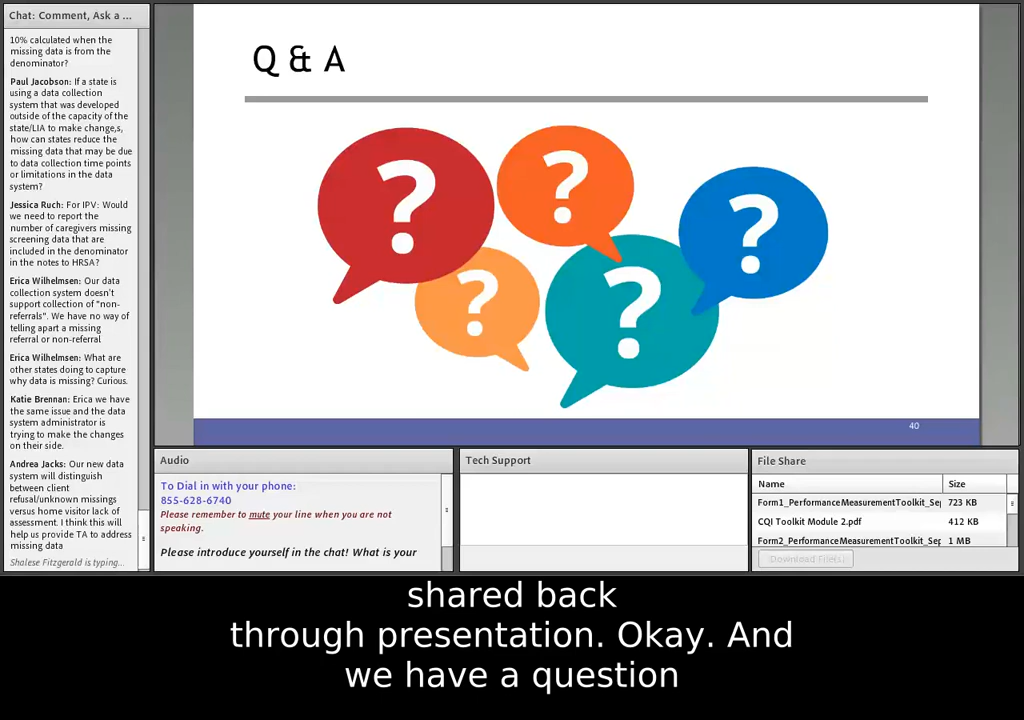 Chat: Comment, Ask a ...
10% calculated when the
missing data is from the
denominator?
Paul Jacobson: If a state is
using a data collection
system that was developed
outside of the capacity of the
state/LIA to make change,s,
how can states reduce the
missing data that may be due
to data collection time points
or limitations in the data
system?
Jessica Ruch: For IPV: Would
we need to report the
number of caregivers missing
screening data that are
included in the denominator
in the notes to HRSA?
Erica Wilhelmsen: Our data
collection system doesn't
support collection of "non-
referrals". We have no way of
telling apart a missing
referral or non-referral
Erica Wilhelmsen: What are
other states doing to capture
why data is missing? Curious.
Katie Brennan: Erica we have
the same issue and the data
system administrator is
trying to make the changes
on their side.
Andrea Jacks: Our new data
system will distinguish
between client
refusal/unknown missings
versus home visitor lack of
assessment. I think this will
help us provide TA to address
missing data
Shalese Fitzgerald is typing...
Q & A
?
?
?
?
?
40
Audio
To Dial in with your phone:
855-628-6740
Please remember to mute your line when you are not
speaking.
Please introduce yourself in the chat! What is your
Tech Support
File Share
Name Size
Form1_PerformanceMeasurementToolkit_Sep 723 KB
CQI Toolkit Module 2.pdf 412 KB
Form2_PerformanceMeasurementToolkit_Sep 1 MB
Download File(s)
shared back
through presentation. Okay. And
we have a question